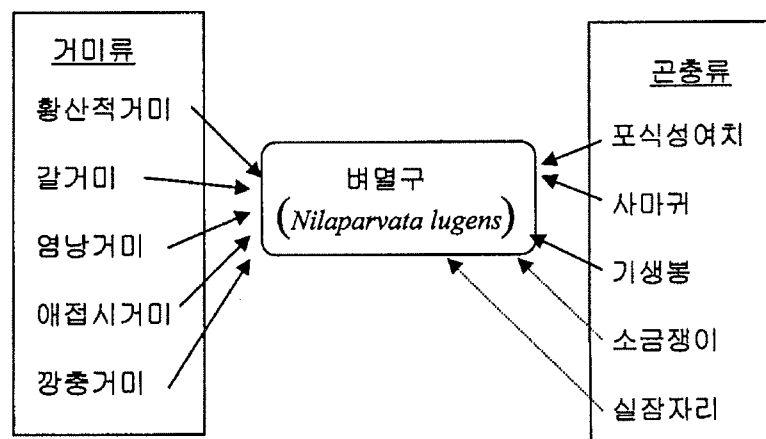 거미류
황산적거미
갈거미
염낭거미
애접시거미
깡충거미
벼멸구
(Nilaparvata lugens)
곤충류
포식성여치
사마귀
기생봉
소금쟁이
실잠자리